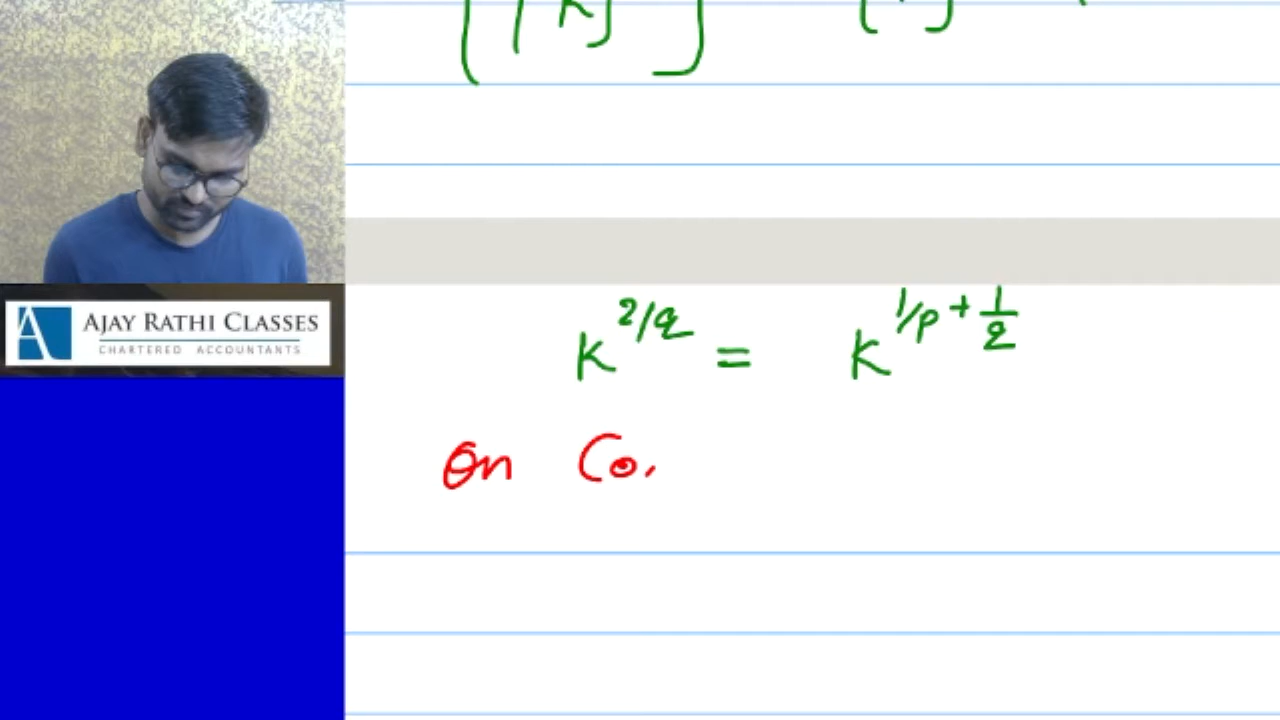 AJAY RATHI CLASSES
CHARTERED ACCOUNTANTS
K^2/q = K^1/p + 1/2
On Co.